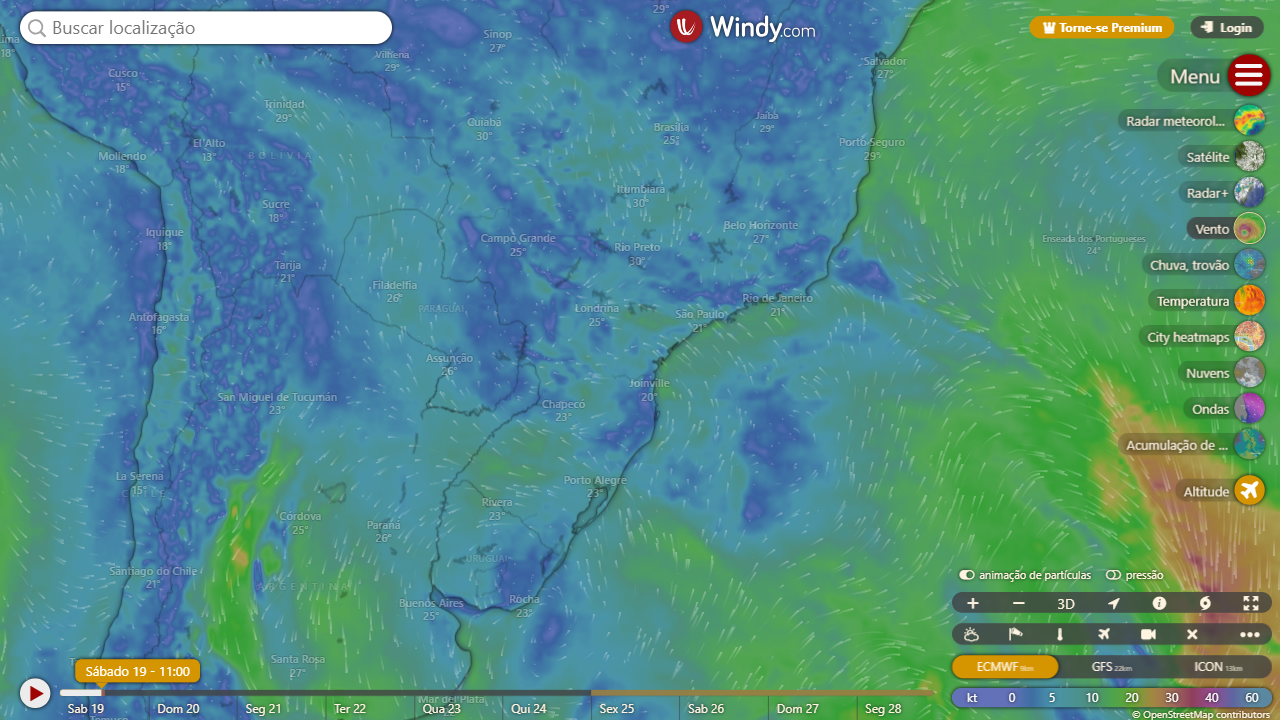 Buscar localização
Windy.com
Torne-se Premium
Login
Menu
Radar meteorol...
Satélite
Radar+
Vento
Chuva, trovão
Temperatura
City heatmaps
Nuvens
Ondas
Acumulação de ...
Altitude
29°
Lima
18°
Sinop
27°
Vilhena
29°
Salvador
27°
Cusco
15°
Trinidad
29°
Cuiabá
30°
Brasília
25°
Jaíba
29°
El Alto
13°
BOLIVIA
Mollendo
18°
Porto Seguro
29°
Itumbiara
30°
Sucre
18°
Belo Horizonte
27°
Iquique
18°
Campo Grande
25°
Rio Preto
30°
Enseada dos Portugueses
24°
Tarija
21°
Filadelfia
26°
Rio de Janeiro
21°
PARAGUAI
Londrina
25°
São Paulo
21°
Antofagasta
16°
Assunção
26°
Joinville
20°
San Miguel de Tucumán
23°
Chapecó
23°
La Serena
15°
CHILE
Porto Alegre
23°
Rivera
23°
Córdova
25°
Paraná
26°
URUGUAI
Santiago do Chile
21°
ARGENTINA
Buenos Aires
25°
Rocha
23°
Santa Rosa
27°
Mar del Plata
animação de partículas
pressão
3D
ECMWF 9km
GFS 22km
ICON 13km
kt 0 5 10 20 30 40 60
© OpenStreetMap contributors
Sábado 19 - 11:00
Sab 19 Dom 20 Seg 21 Ter 22 Qua 23 Qui 24 Sex 25 Sab 26 Dom 27 Seg 28